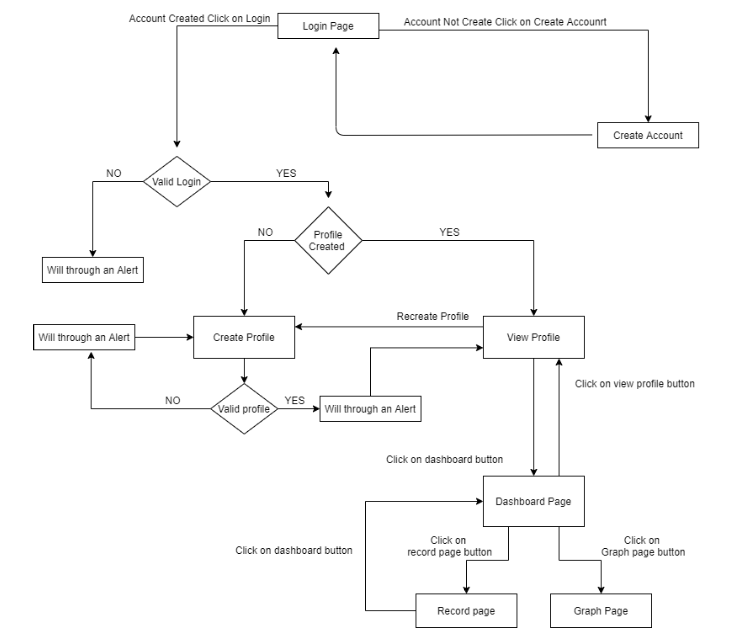 Account Created Click on Login
Login Page
Account Not Create Click on Create Accounrt
Create Account
NO
Valid Login
YES
Profile
Created
NO
YES
Will through an Alert
Recreate Profile
Will through an Alert
Create Profile
View Profile
Click on view profile button
NO
Valid profile
YES
Will through an Alert
Click on dashboard button
Dashboard Page
Click on dashboard button
Click on
record page button
Click on
Graph page button
Record page
Graph Page